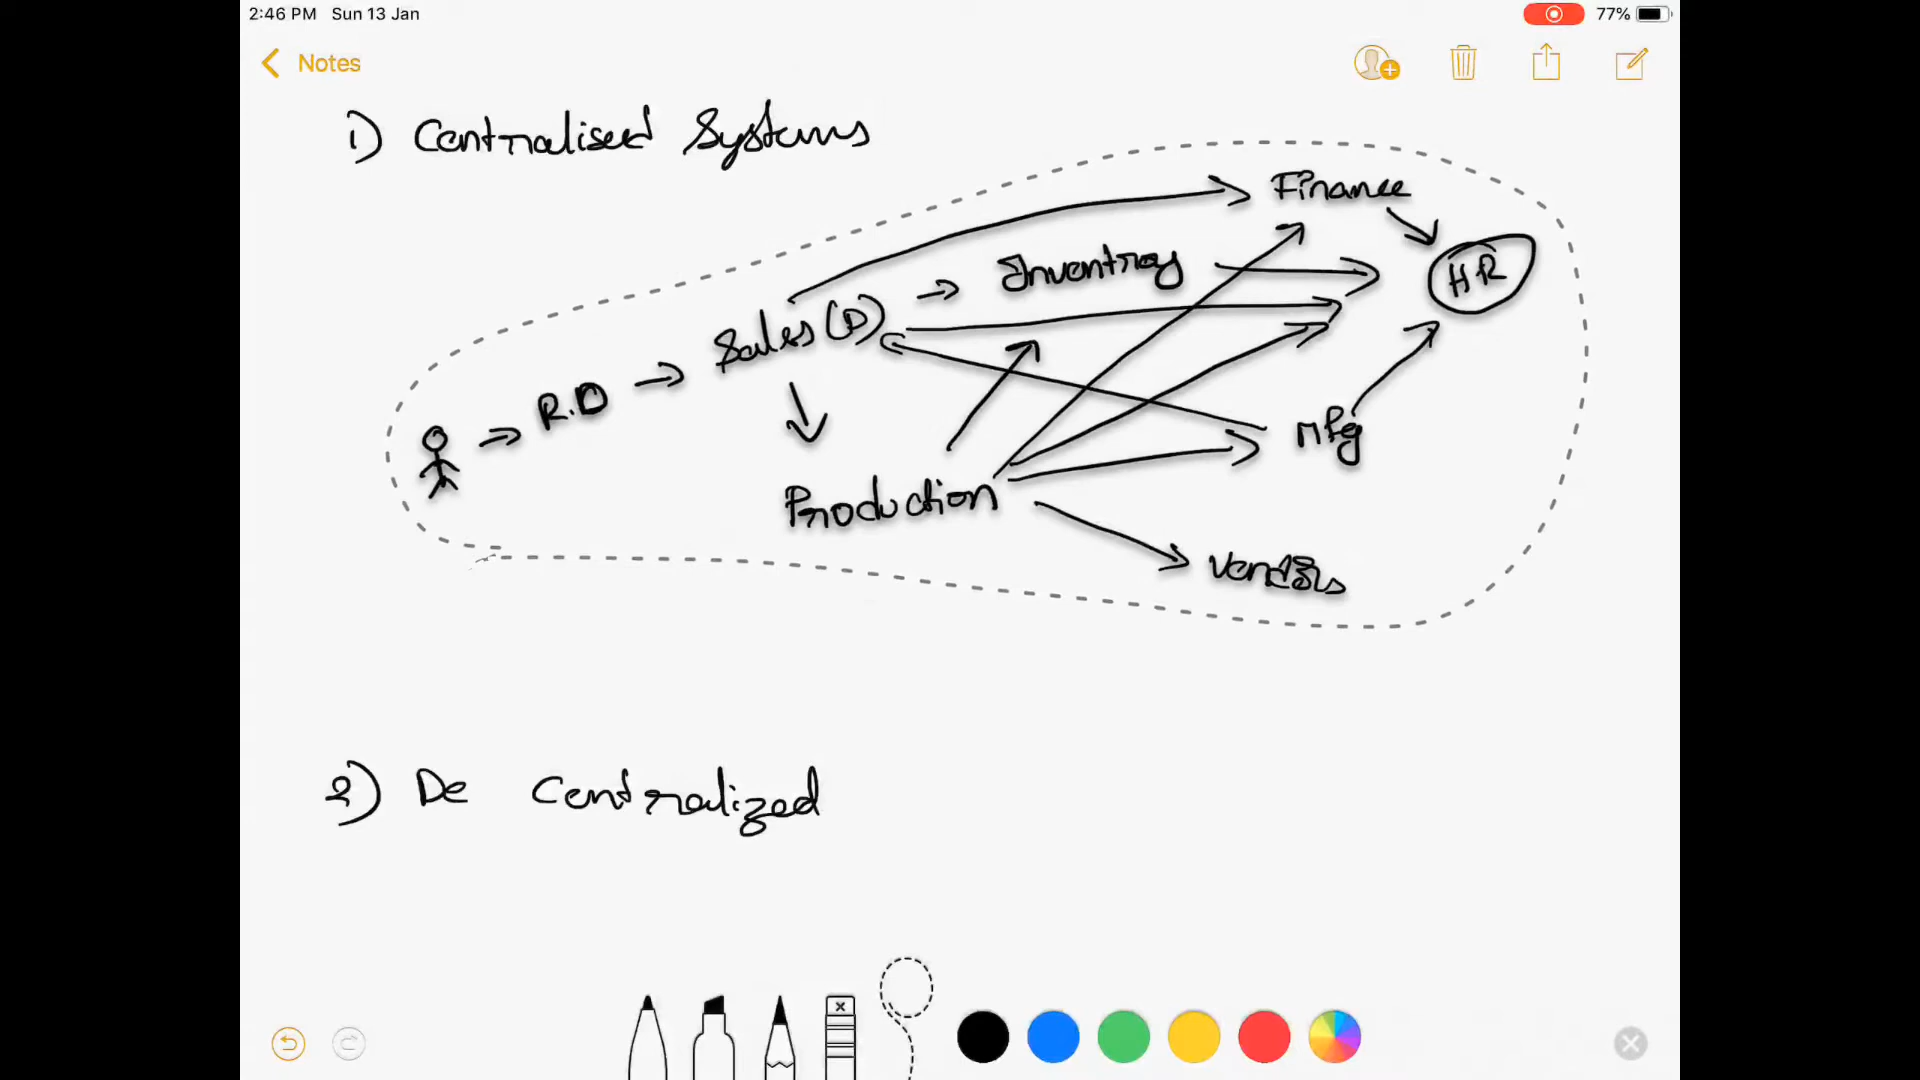 2:46 PM Sun 13 Jan
77%
Notes
1) Centralised Systems
Finance
Inventroy
HR
Sales (D)
R.D
Mfg
Production
Vendors
2) De Centralized